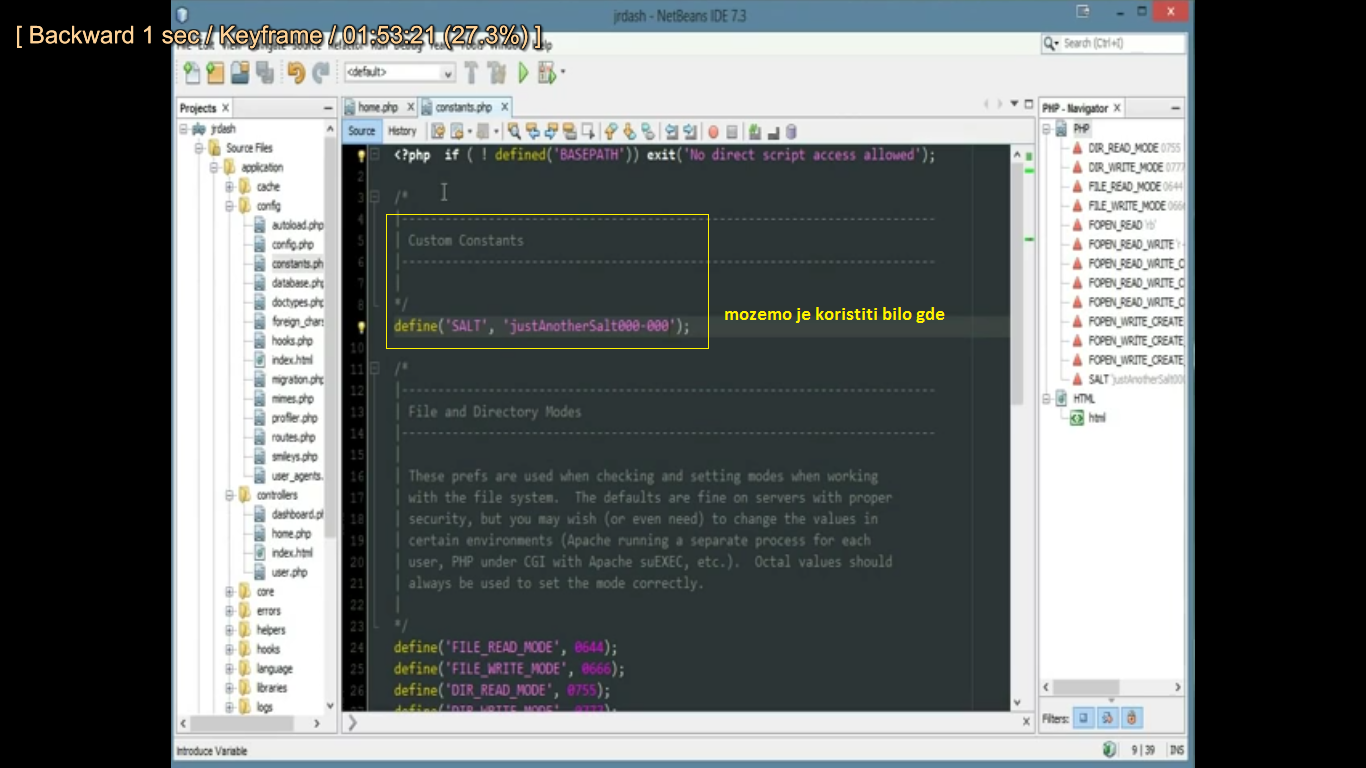 [ Backward 1 sec / Keyframe / 01:53:21 (27.3%) ]
jrdash - NetBeans IDE 7.3
Search (Ctrl+I)
<default>
Projects
home.php
constants.php
PHP - Navigator
Source
History
jrdash
Source Files
application
cache
config
autoload.php
config.php
constants.ph
database.php
doctypes.php
foreign_chars
hooks.php
index.html
migration.php
mimes.php
profiler.php
routes.php
smileys.php
user_agents.
controllers
dashboard.pl
home.php
index.html
user.php
core
errors
helpers
hooks
language
libraries
logs
1 <?php if ( ! defined('BASEPATH')) exit('No direct script access allowed');
2
3 /*
4 |--------------------------------------------------------------------------
5 | Custom Constants
6 |--------------------------------------------------------------------------
7 |
8 */
define('SALT', 'justAnotherSalt000-000');
mozemo je koristiti bilo gde
10
11 /*
12 |--------------------------------------------------------------------------
13 | File and Directory Modes
14 |--------------------------------------------------------------------------
15 |
16 | These prefs are used when checking and setting modes when working
17 | with the file system. The defaults are fine on servers with proper
18 | security, but you may wish (or even need) to change the values in
19 | certain environments (Apache running a separate process for each
20 | user, PHP under CGI with Apache suEXEC, etc.). Octal values should
21 | always be used to set the mode correctly.
22 |
23 */
24 define('FILE_READ_MODE', 0644);
25 define('FILE_WRITE_MODE', 0666);
26 define('DIR_READ_MODE', 0755);
27 define('DIR_WRITE_MODE', 0777);
PHP
DIR_READ_MODE 0755
DIR_WRITE_MODE 0777
FILE_READ_MODE 0644
FILE_WRITE_MODE 0666
FOPEN_READ 'rb'
FOPEN_READ_WRITE 'r
FOPEN_READ_WRITE_C
FOPEN_READ_WRITE_C
FOPEN_READ_WRITE_C
FOPEN_WRITE_CREATE_
FOPEN_WRITE_CREATE_
FOPEN_WRITE_CREATE_
SALT 'justAnotherSalt000
HTML
html
Filters:
Introduce Variable
9 | 39
INS